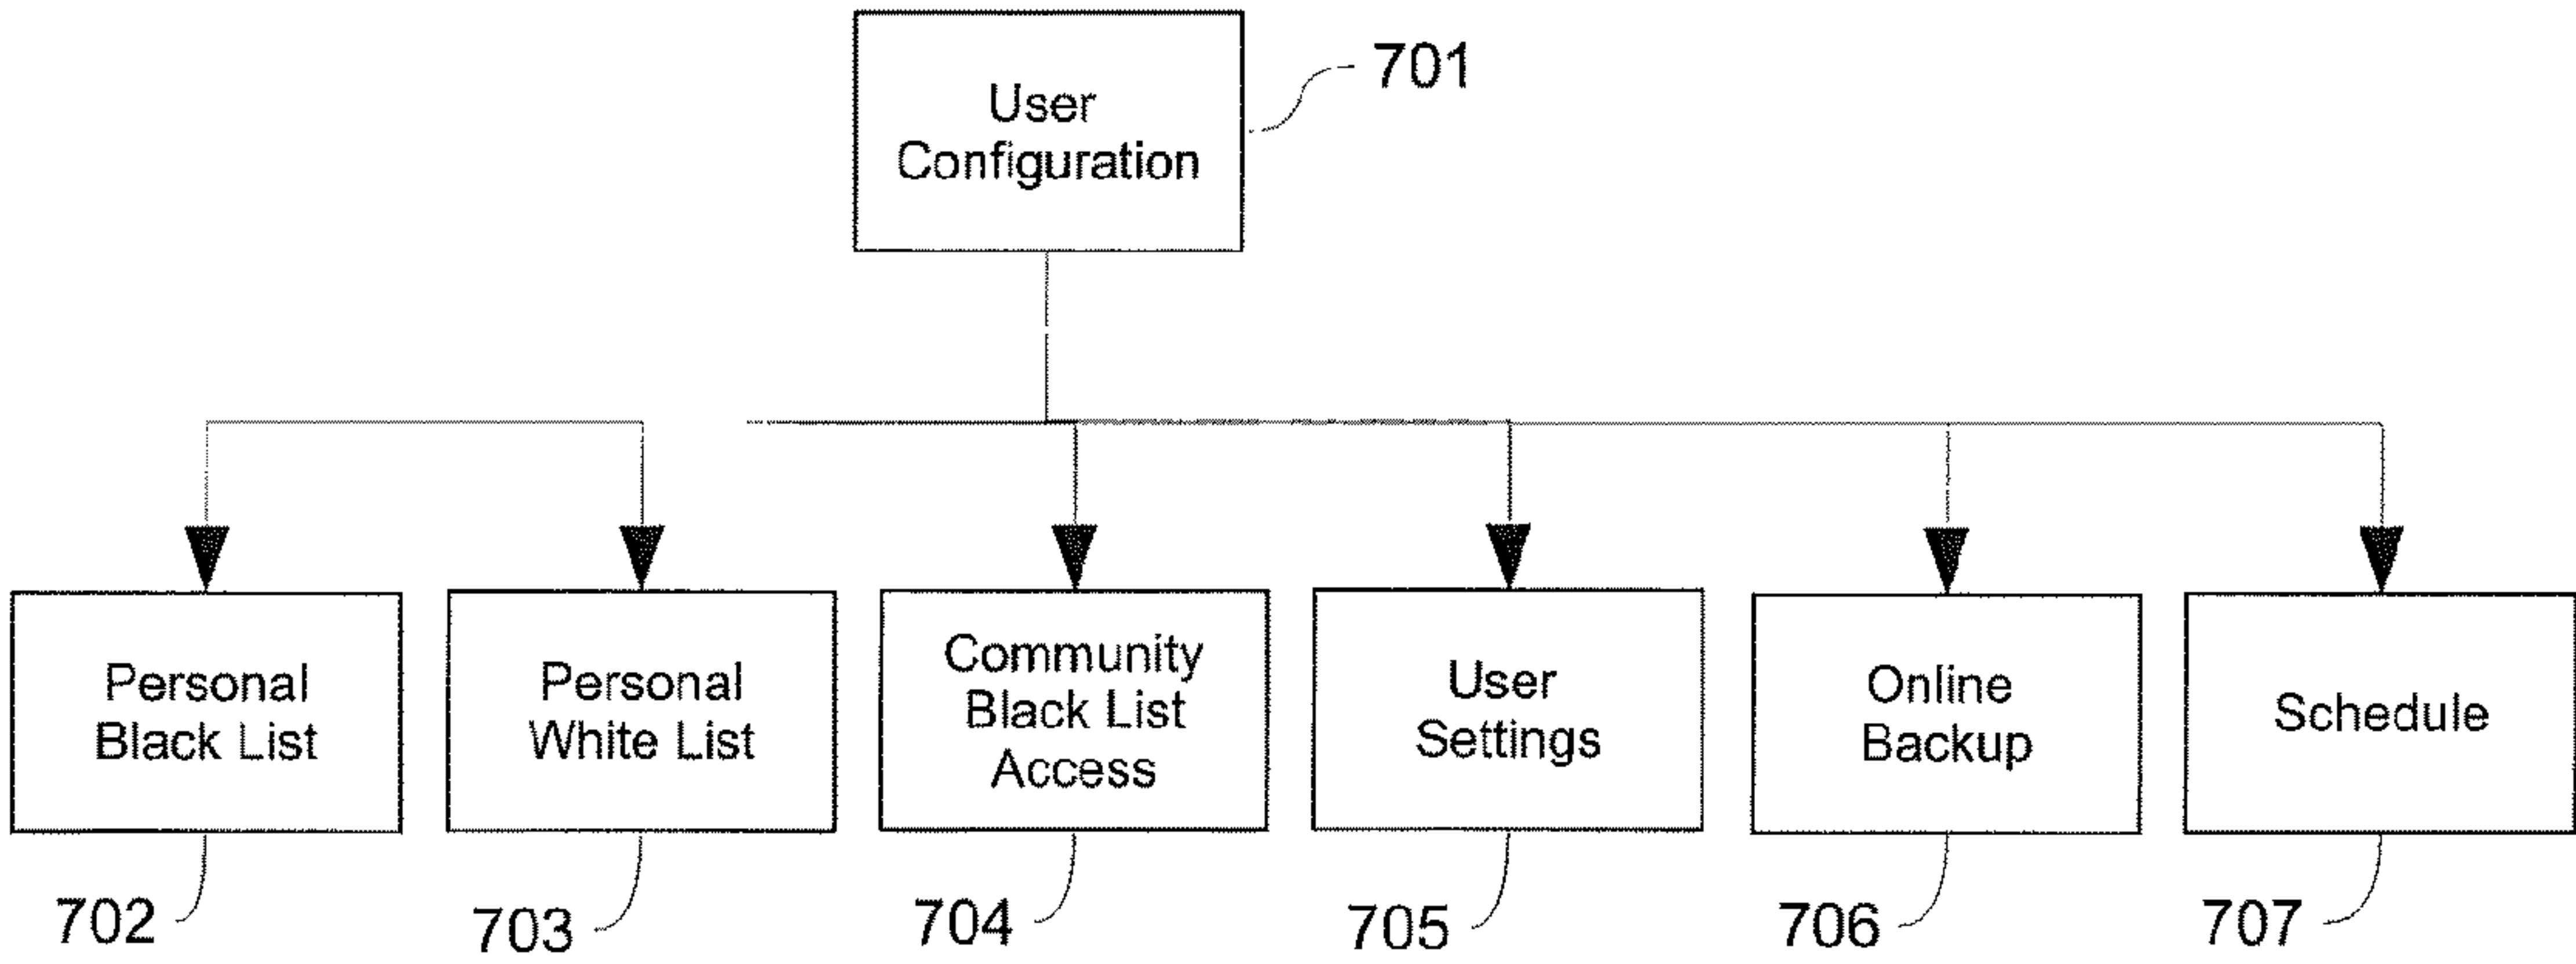 User
Configuration
701
Personal
Black List
Personal
White List
Community
Black List
Access
User
Settings
Online
Backup
Schedule
702
703
704
705
706
707